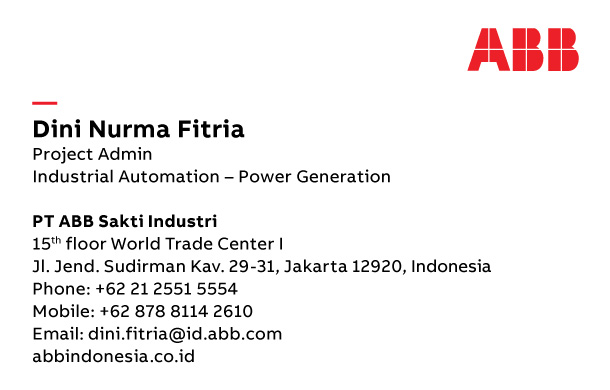 ABB
Dini Nurma Fitria
Project Admin
Industrial Automation – Power Generation
PT ABB Sakti Industri
15th floor World Trade Center I
Jl. Jend. Sudirman Kav. 29-31, Jakarta 12920, Indonesia
Phone: +62 21 2551 5554
Mobile: +62 878 8114 2610
Email: dini.fitria@id.abb.com
abbindonesia.co.id